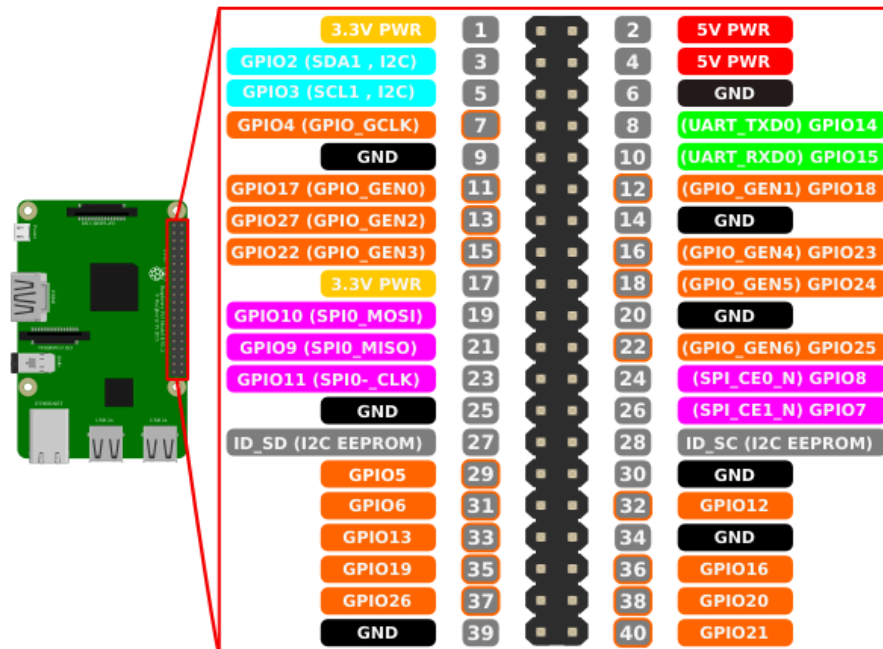 3.3V PWR 1 2 5V PWR
GPIO2 (SDA1 , I2C) 3 4 5V PWR
GPIO3 (SCL1 , I2C) 5 6 GND
GPIO4 (GPIO_GCLK) 7 8 (UART_TXD0) GPIO14
GND 9 10 (UART_RXD0) GPIO15
GPIO17 (GPIO_GEN0) 11 12 (GPIO_GEN1) GPIO18
GPIO27 (GPIO_GEN2) 13 14 GND
GPIO22 (GPIO_GEN3) 15 16 (GPIO_GEN4) GPIO23
3.3V PWR 17 18 (GPIO_GEN5) GPIO24
GPIO10 (SPI0_MOSI) 19 20 GND
GPIO9 (SPI0_MISO) 21 22 (GPIO_GEN6) GPIO25
GPIO11 (SPI0-_CLK) 23 24 (SPI_CE0_N) GPIO8
GND 25 26 (SPI_CE1_N) GPIO7
ID_SD (I2C EEPROM) 27 28 ID_SC (I2C EEPROM)
GPIO5 29 30 GND
GPIO6 31 32 GPIO12
GPIO13 33 34 GND
GPIO19 35 36 GPIO16
GPIO26 37 38 GPIO20
GND 39 40 GPIO21